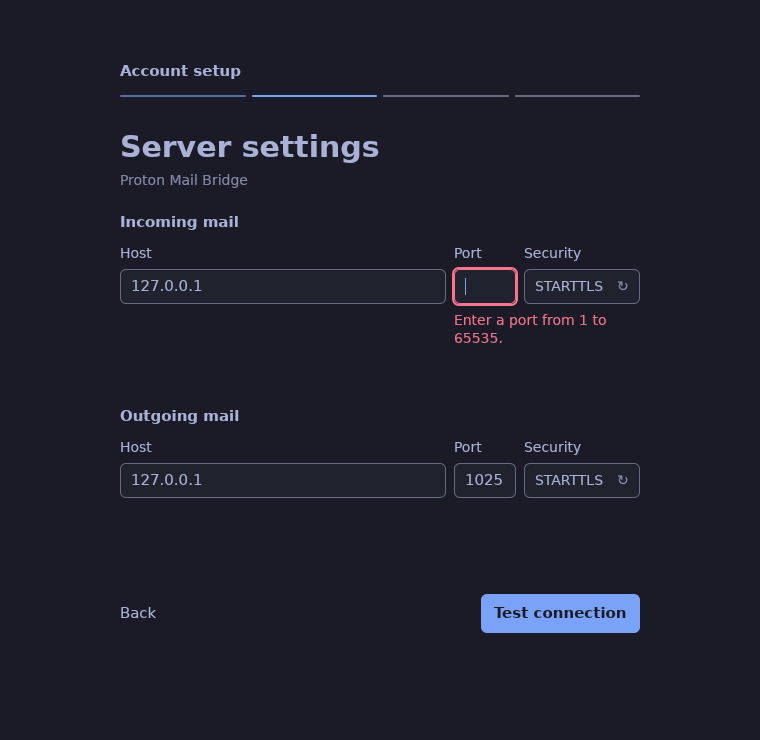 Account setup
Server settings
Proton Mail Bridge
Incoming mail
Host Port Security
127.0.0.1 STARTTLS ↻
Enter a port from 1 to
65535.
Outgoing mail
Host Port Security
127.0.0.1 1025 STARTTLS ↻
Back Test connection